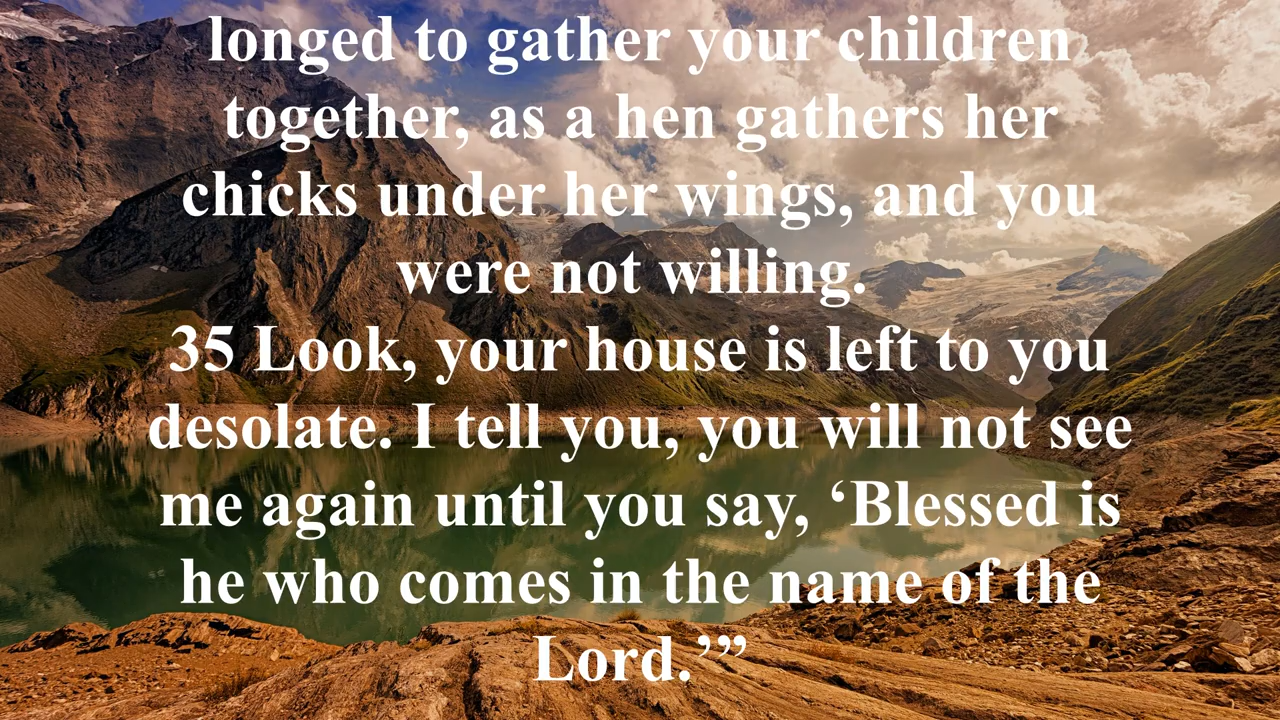 longed to gather your children
together, as a hen gathers her
chicks under her wings, and you
were not willing.
35 Look, your house is left to you
desolate. I tell you, you will not see
me again until you say, ‘Blessed is
he who comes in the name of the
Lord.’”